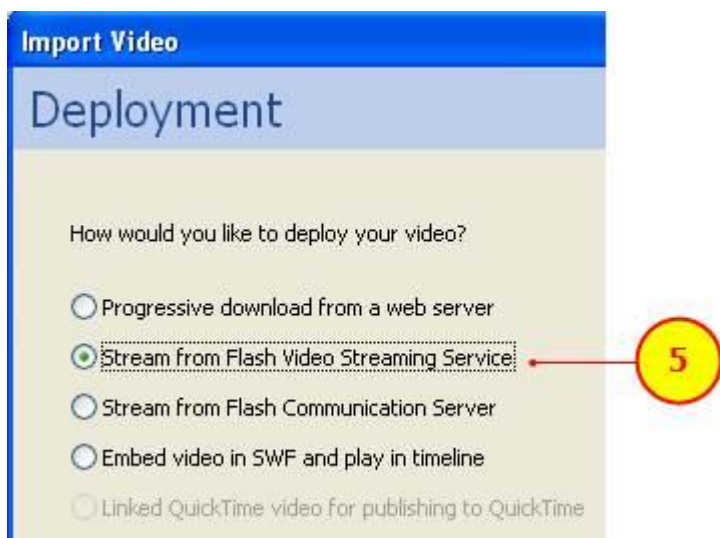 Import Video
Deployment
How would you like to deploy your video?
Progressive download from a web server
Stream from Flash Video Streaming Service
5
Stream from Flash Communication Server
Embed video in SWF and play in timeline
Linked QuickTime video for publishing to QuickTime